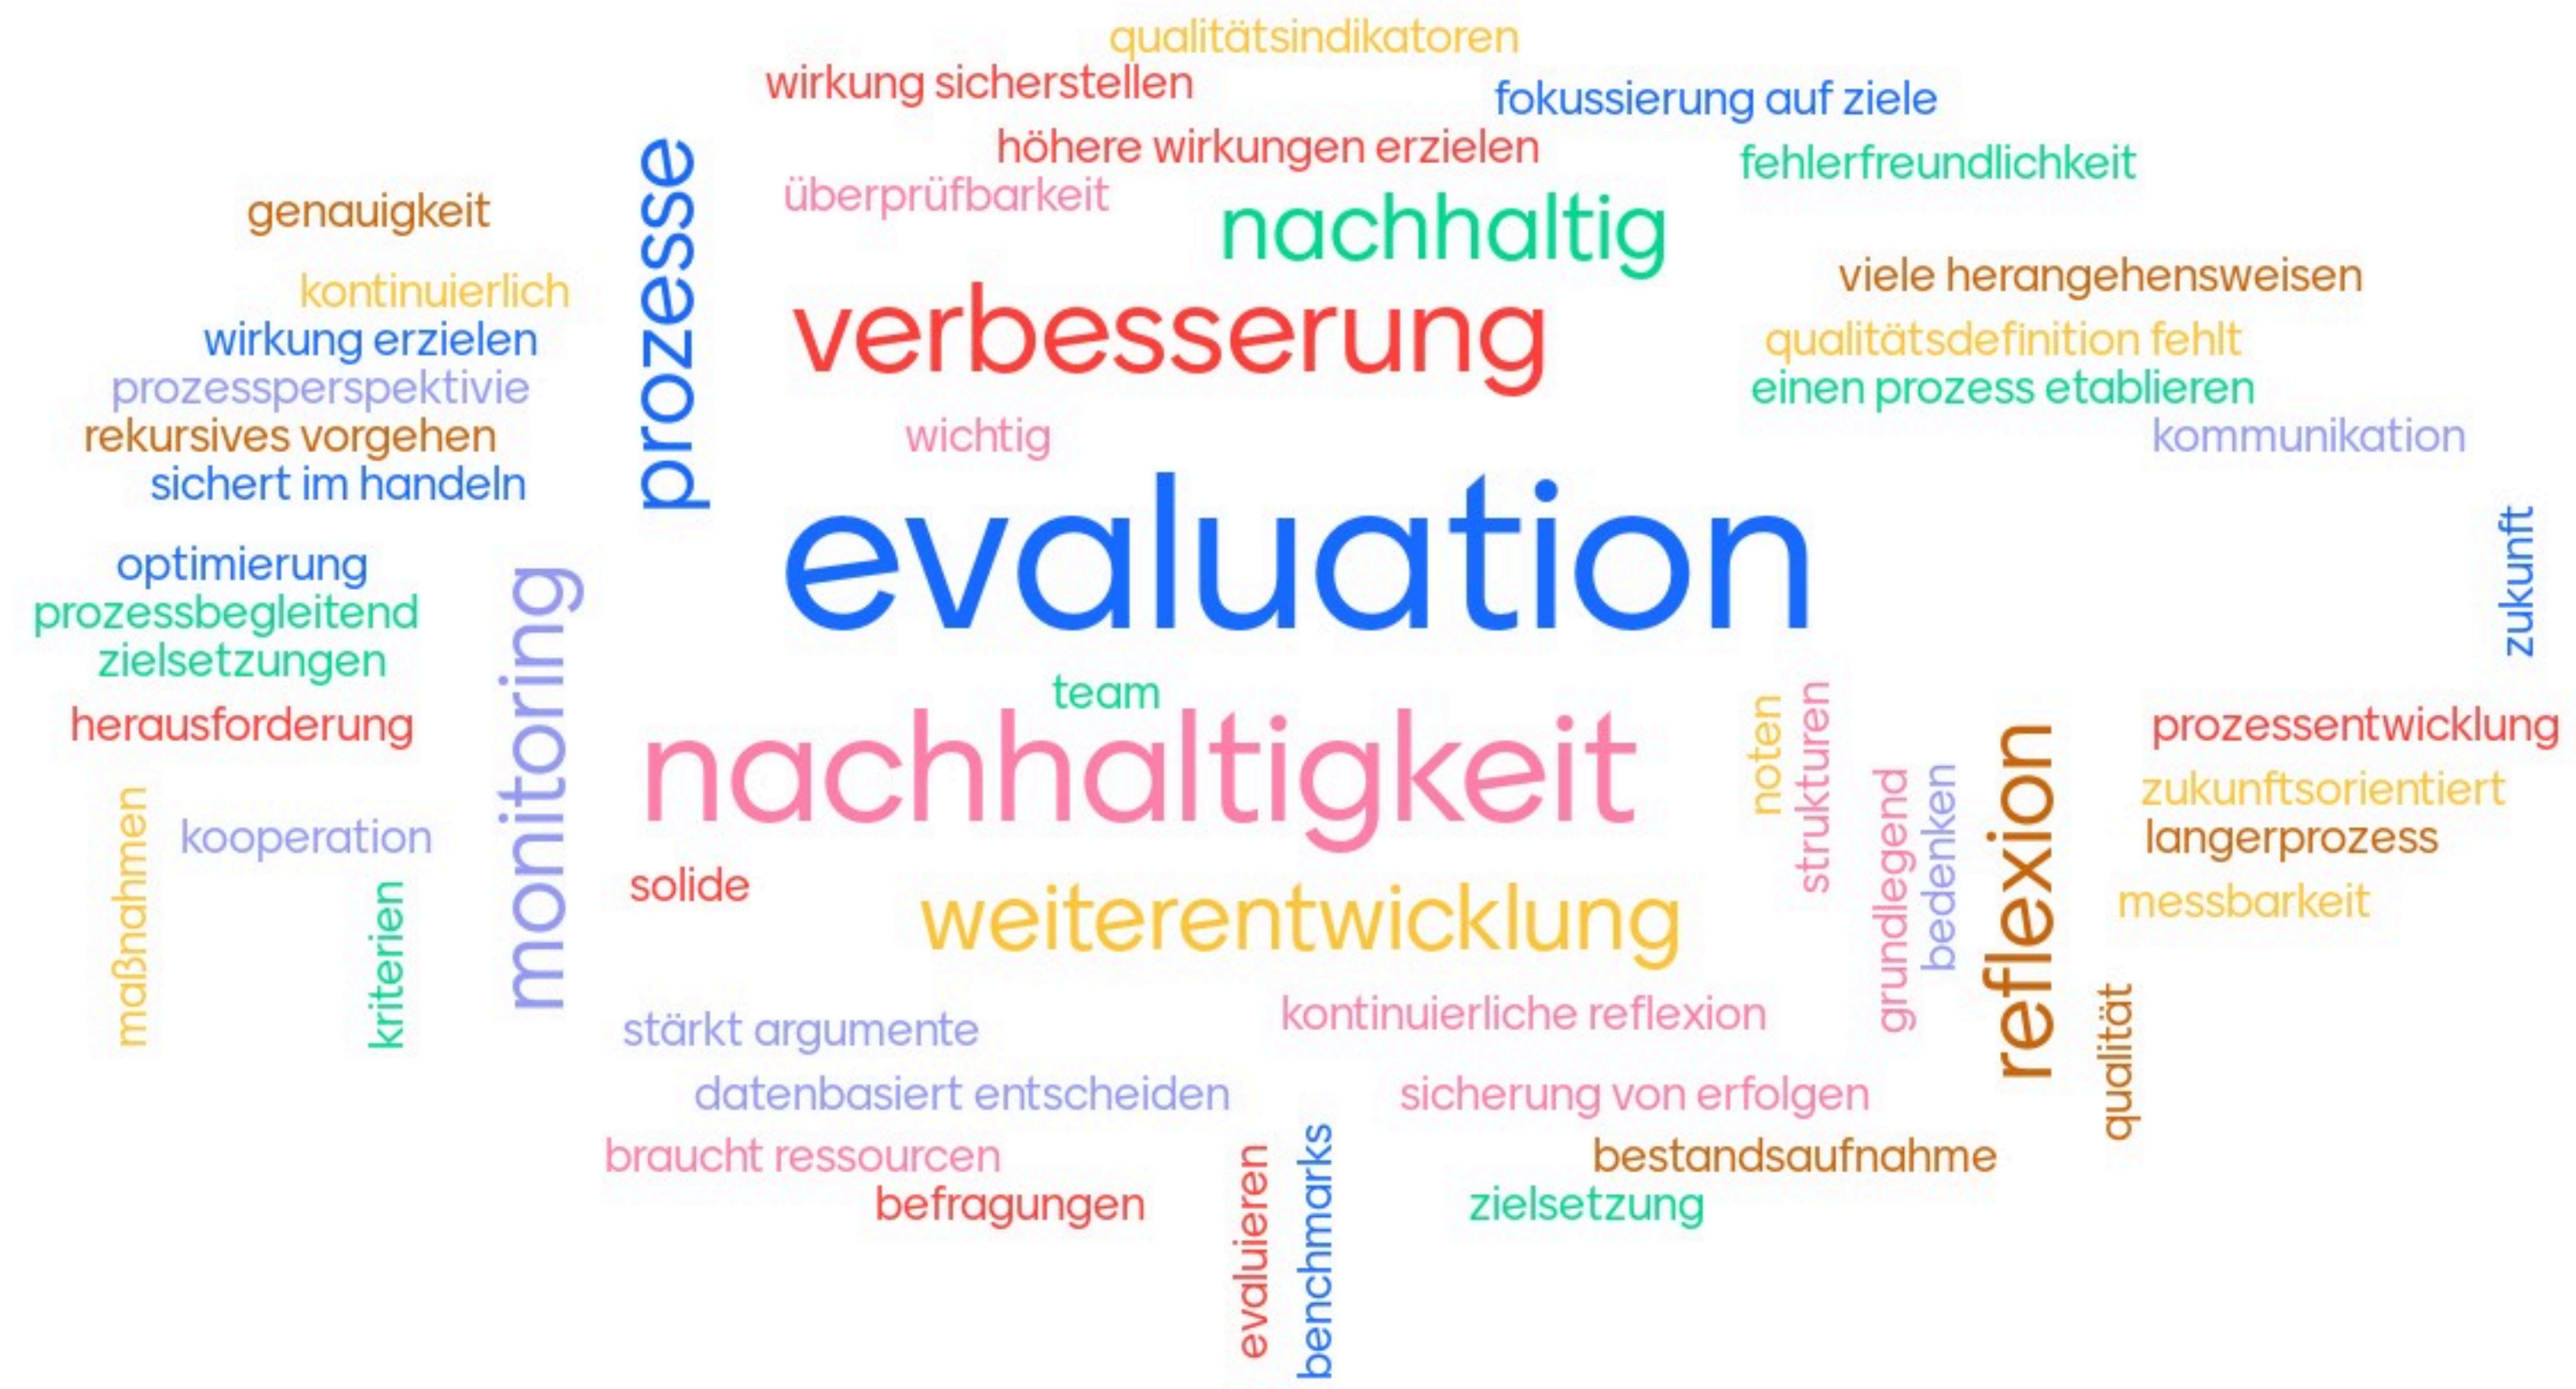 qualitätsindikatoren
wirkung sicherstellen
fokussierung auf ziele
höhere wirkungen erzielen
fehlerfreundlichkeit
prozesse
überprüfbarkeit
genauigkeit
nachhaltig
viele herangehensweisen
kontinuierlich
verbesserung
wirkung erzielen
qualitätsdefinition fehlt
prozessperspektivie
einen prozess etablieren
rekursives vorgehen
wichtig
kommunikation
sichert im handeln
evaluation
zukunft
optimierung
monitoring
prozessbegleitend
zielsetzungen
team
noten
strukturen
herausforderung
nachhaltigkeit
reflexion
prozessentwicklung
grundlegend
bedenken
zukunftsorientiert
maßnahmen
kooperation
langerprozess
kriterien
solide
weiterentwicklung
messbarkeit
qualität
stärkt argumente
kontinuierliche reflexion
datenbasiert entscheiden
sicherung von erfolgen
braucht ressourcen
bestandsaufnahme
befragungen
evaluieren
benchmarks
zielsetzung